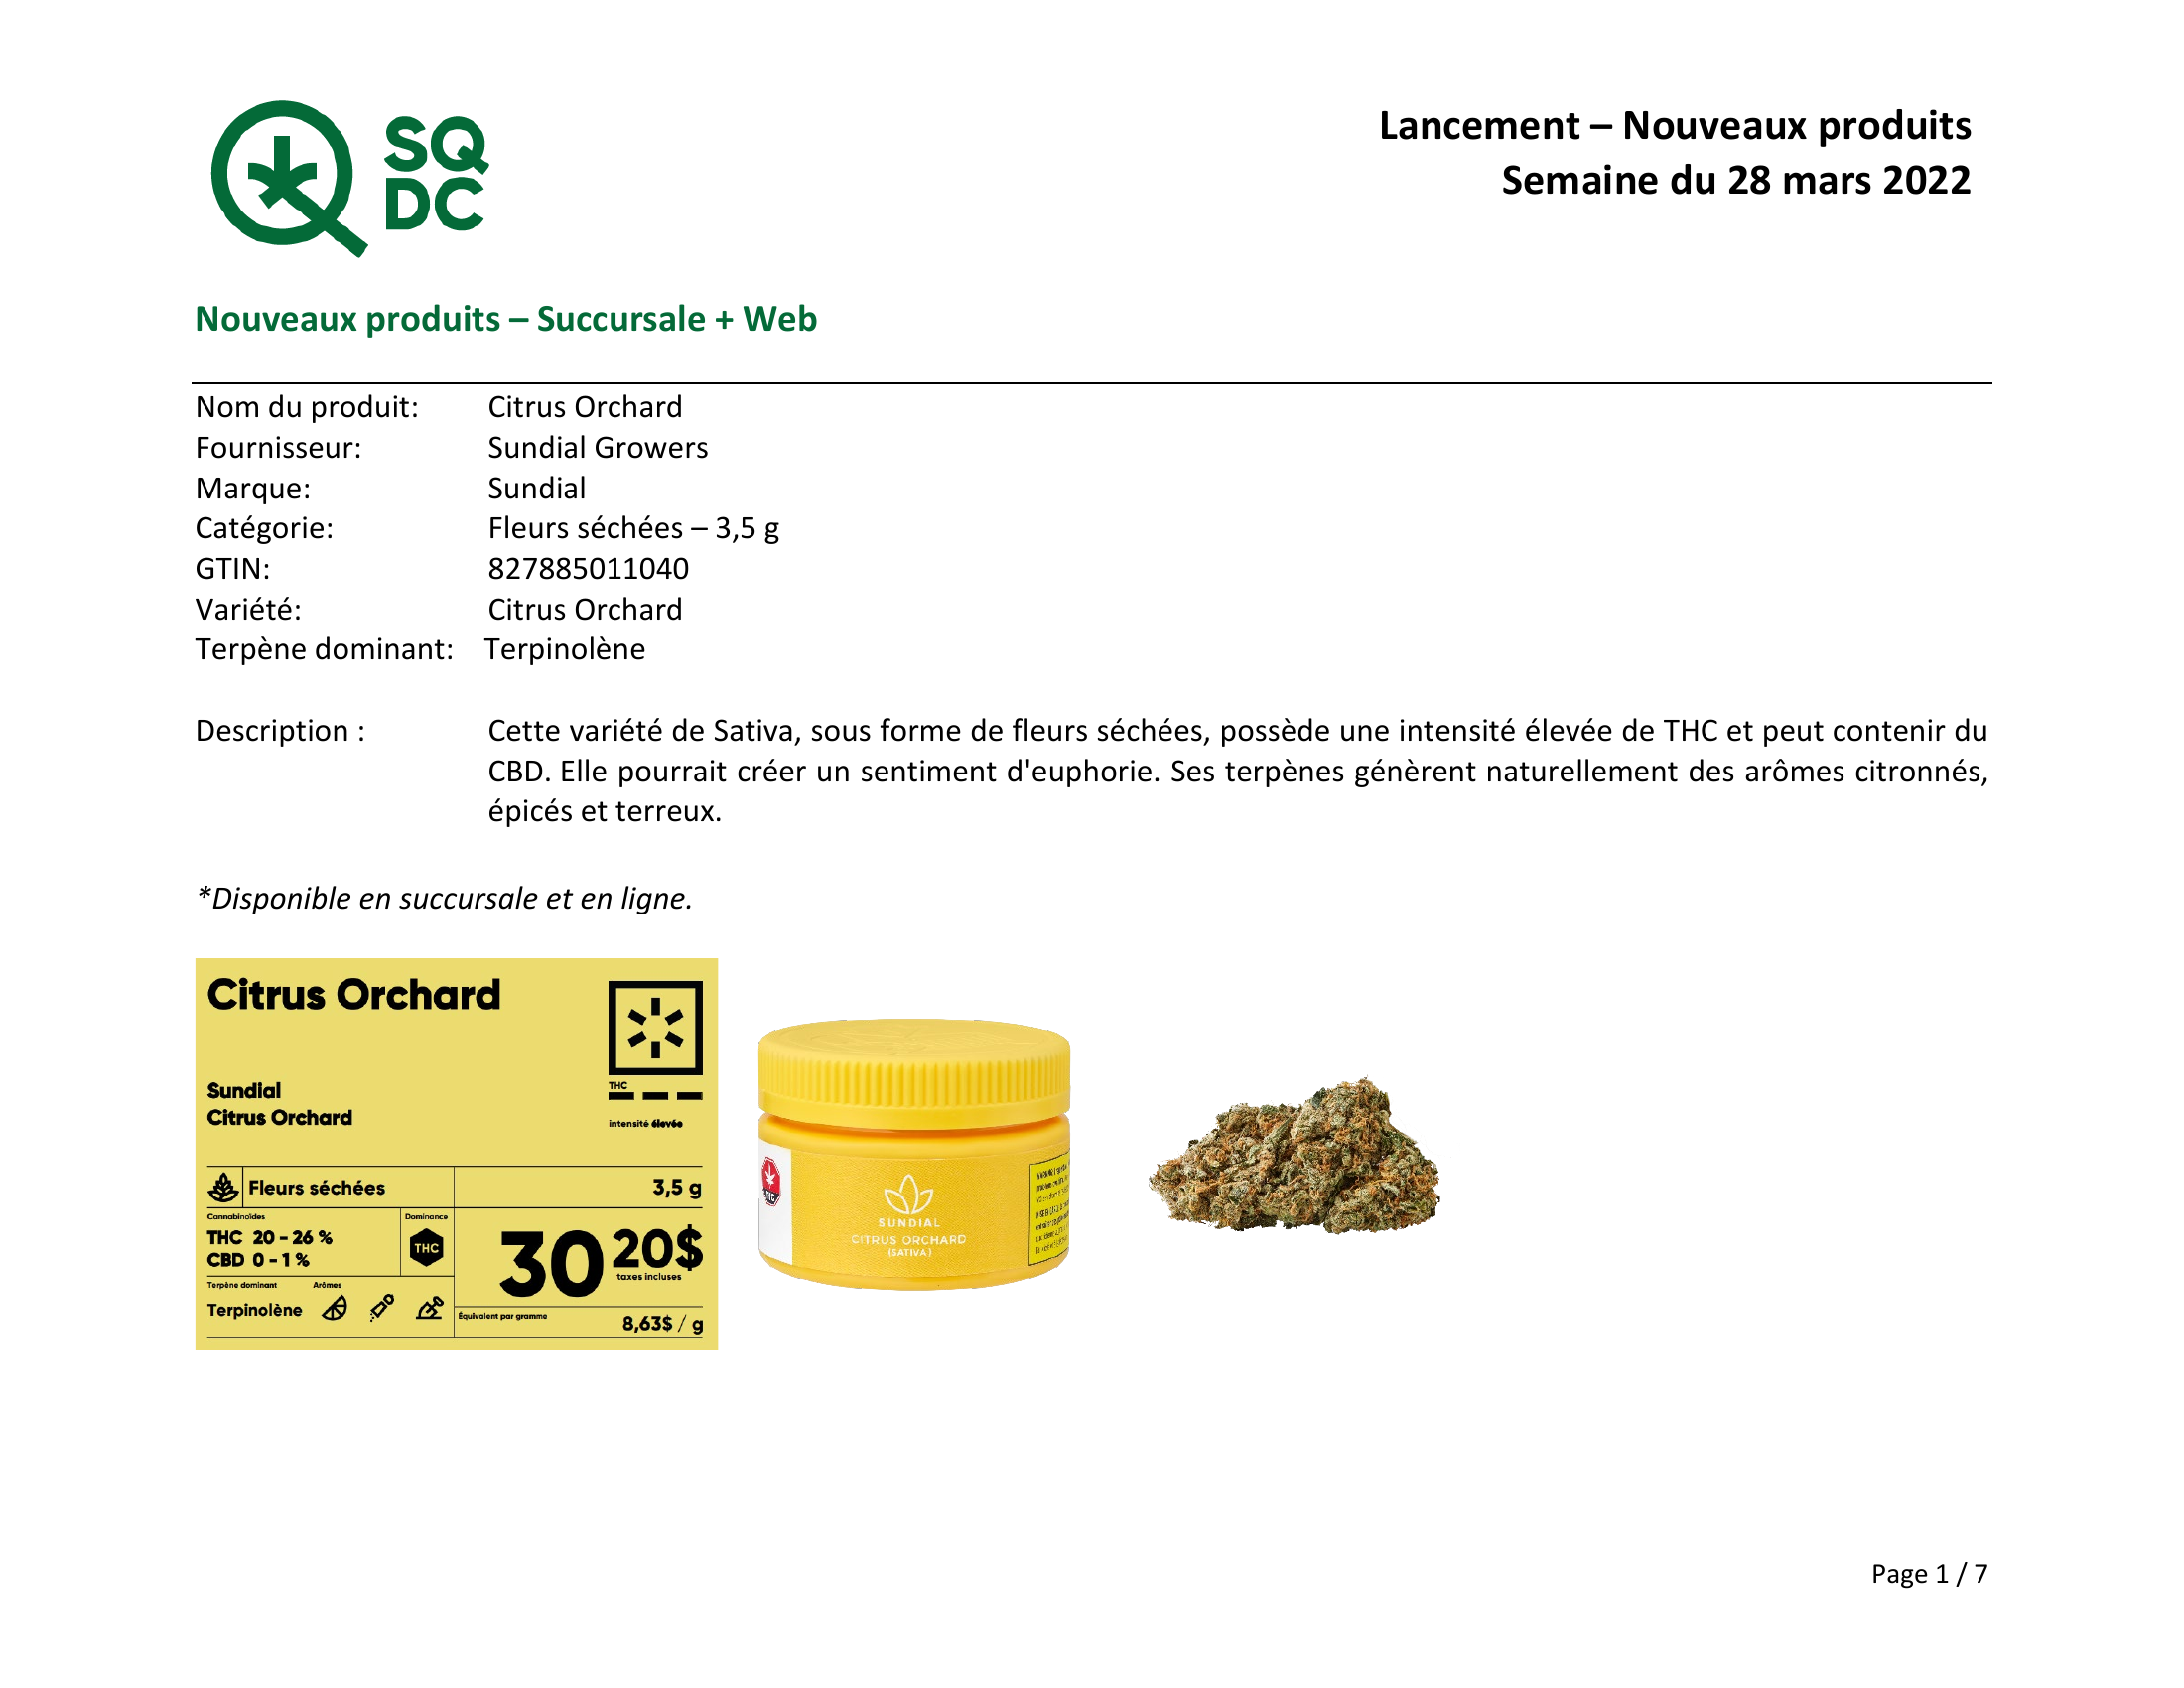 SQ
DC
Lancement – Nouveaux produits
Semaine du 28 mars 2022
Nouveaux produits – Succursale + Web
Nom du produit: Citrus Orchard
Fournisseur: Sundial Growers
Marque: Sundial
Catégorie: Fleurs séchées – 3,5 g
GTIN: 827885011040
Variété: Citrus Orchard
Terpène dominant: Terpinolène
Description : Cette variété de Sativa, sous forme de fleurs séchées, possède une intensité élevée de THC et peut contenir du
CBD. Elle pourrait créer un sentiment d'euphorie. Ses terpènes génèrent naturellement des arômes citronnés,
épicés et terreux.
*Disponible en succursale et en ligne.
Citrus Orchard
Sundial
Citrus Orchard
THC
intensité élevée
Fleurs séchées 3,5 g
Cannabinoïdes Dominance
THC 20 - 26 %
CBD 0 - 1 %
THC
30 20$
taxes incluses
Terpène dominant Arômes
Terpinolène
Équivalent par gramme
8,63$ / g
SUNDIAL
CITRUS ORCHARD
(SATIVA)
Page 1 / 7